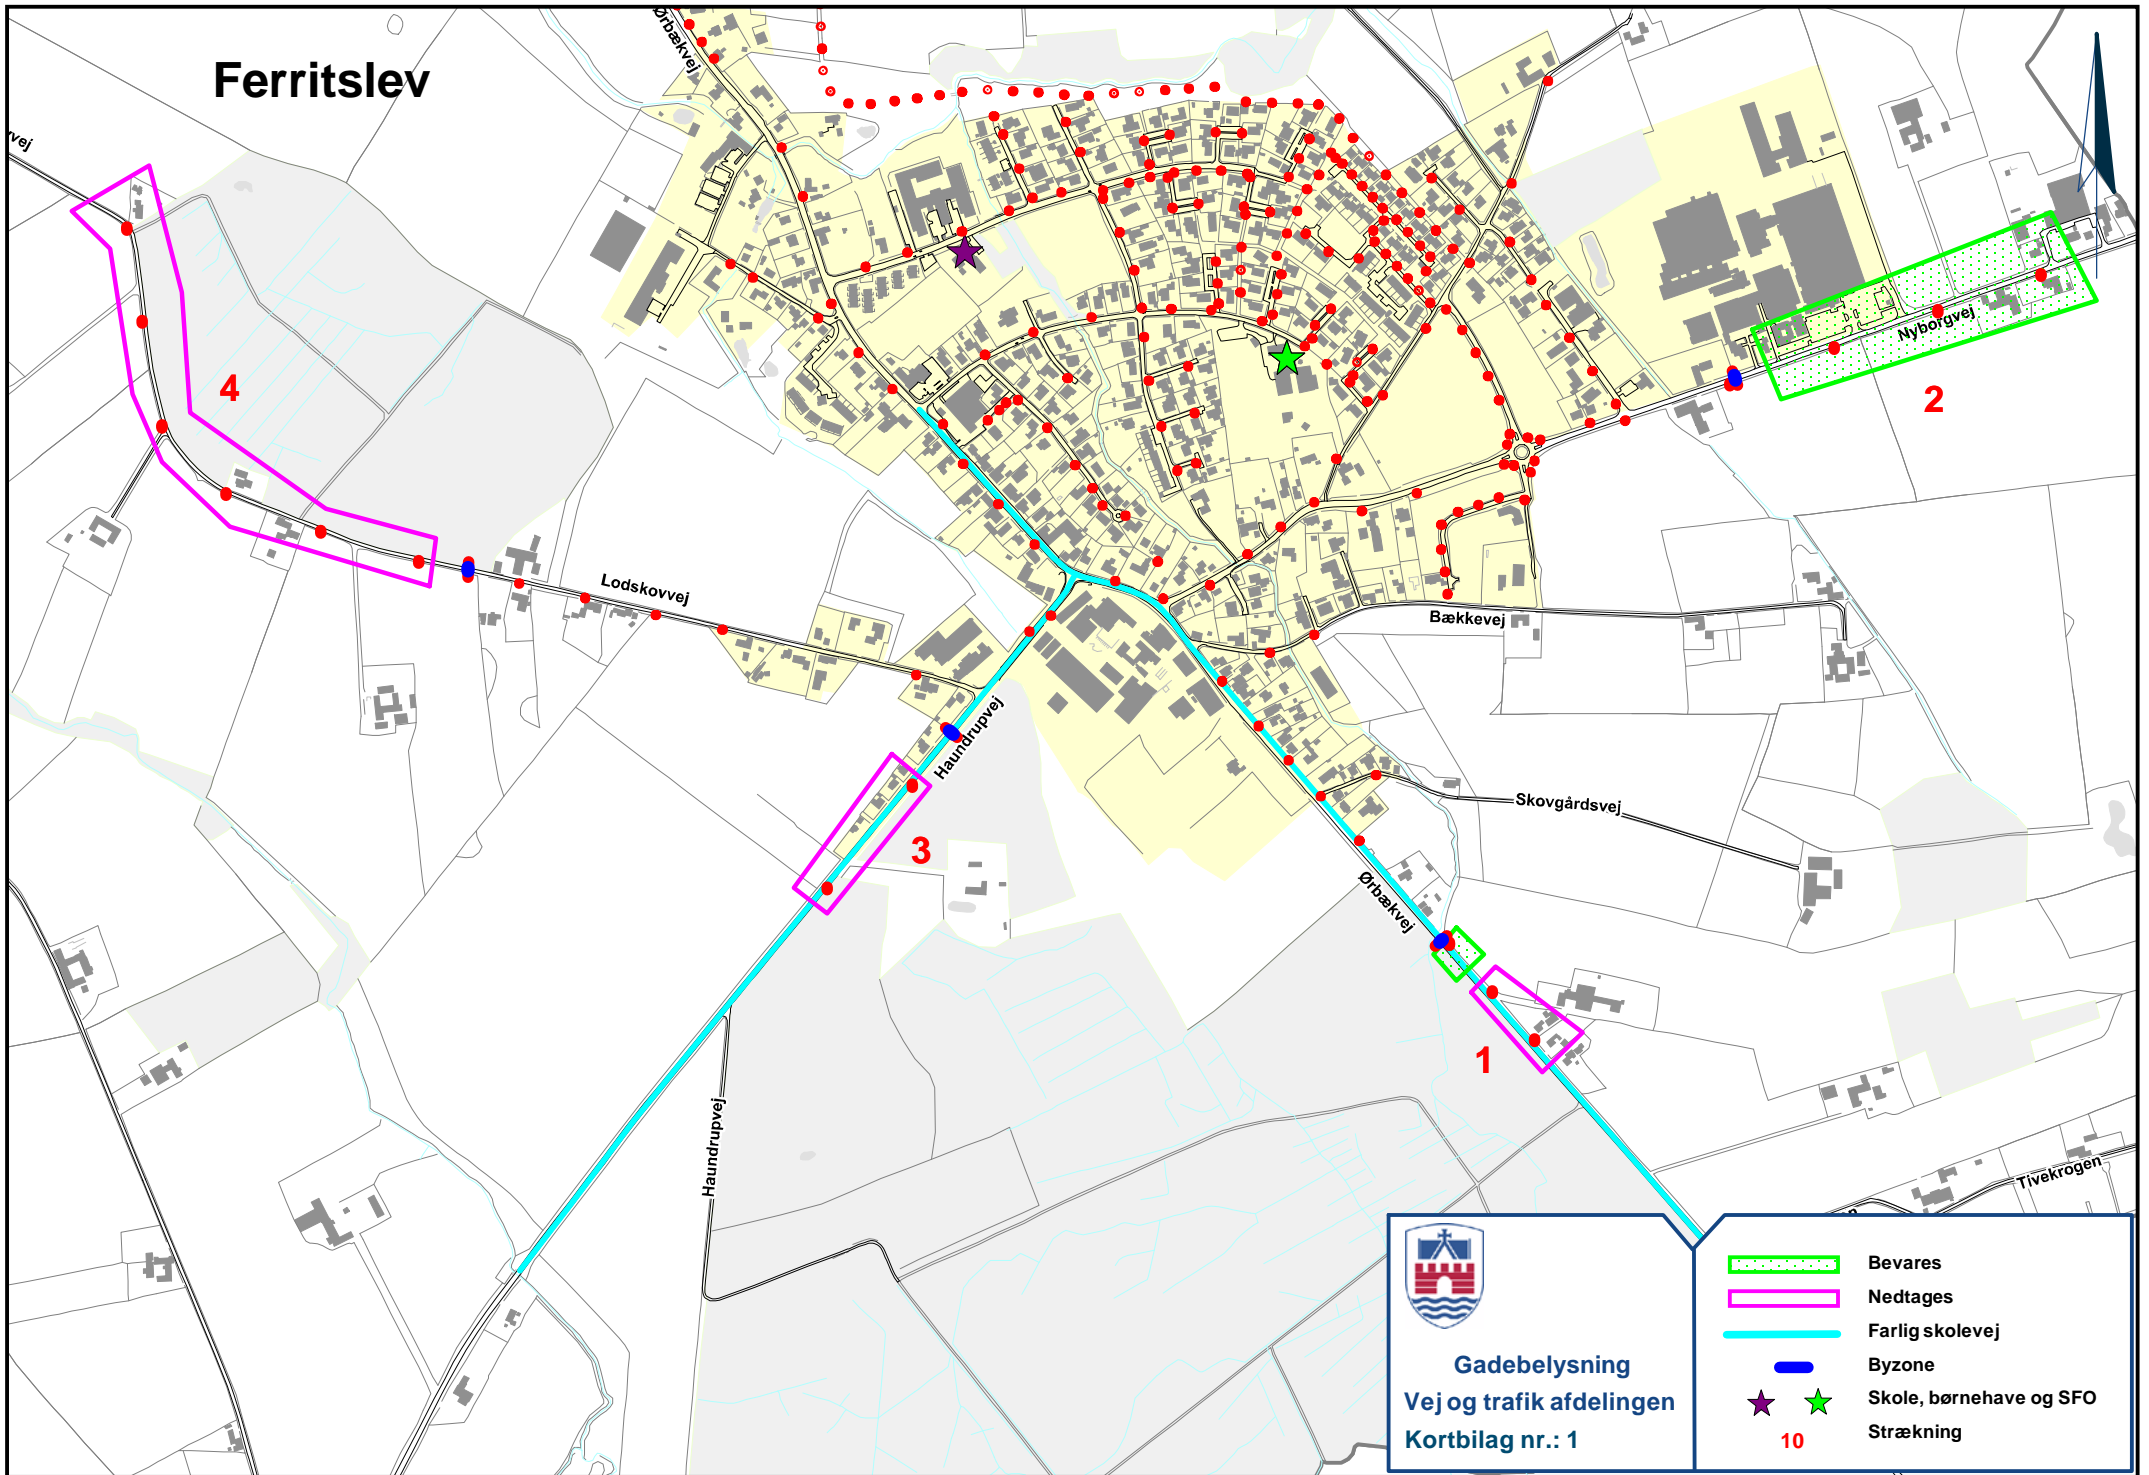 Ferritslev
Ørbækvej
vej
4
Nyborgvej
2
Lodskovvej
Bækkevej
Haundrupvej
3
Skovgårdsvej
Ørbækvej
1
Haundrupvej
Tivekrogen
en
Gadebelysning
Vej og trafik afdelingen
Kortbilag nr.: 1
Bevares
Nedtages
Farlig skolevej
Byzone
Skole, børnehave og SFO
10 Strækning